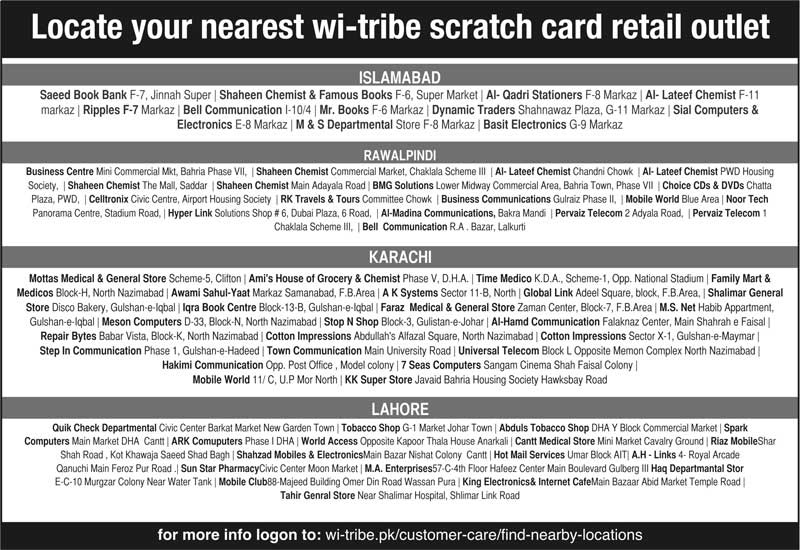 Locate your nearest wi-tribe scratch card retail outlet
ISLAMABAD
Saeed Book Bank F-7, Jinnah Super | Shaheen Chemist & Famous Books F-6, Super Market | Al- Qadri Stationers F-8 Markaz | Al- Lateef Chemist F-11
markaz | Ripples F-7 Markaz | Bell Communication I-10/4 | Mr. Books F-6 Markaz | Dynamic Traders Shahnawaz Plaza, G-11 Markaz | Sial Computers &
Electronics E-8 Markaz | M & S Departmental Store F-8 Markaz | Basit Electronics G-9 Markaz
RAWALPINDI
Business Centre Mini Commercial Mkt, Bahria Phase VII, | Shaheen Chemist Commercial Market, Chaklala Scheme III | Al- Lateef Chemist Chandni Chowk | Al- Lateef Chemist PWD Housing
Society, | Shaheen Chemist The Mall, Saddar | Shaheen Chemist Main Adayala Road | BMG Solutions Lower Midway Commercial Area, Bahria Town, Phase VII | Choice CDs & DVDs Chatta
Plaza, PWD, | Celltronix Civic Centre, Airport Housing Society | RK Travels & Tours Committee Chowk | Business Communications Gulraiz Phase II, | Mobile World Blue Area | Noor Tech
Panorama Centre, Stadium Road, | Hyper Link Solutions Shop # 6, Dubai Plaza, 6 Road, | Al-Madina Communications, Bakra Mandi | Pervaiz Telecom 2 Adyala Road, | Pervaiz Telecom 1
Chaklala Scheme III, | Bell Communication R.A . Bazar, Lalkurti
KARACHI
Mottas Medical & General Store Scheme-5, Clifton | Ami's House of Grocery & Chemist Phase V, D.H.A. | Time Medico K.D.A., Scheme-1, Opp. National Stadium | Family Mart &
Medicos Block-H, North Nazimabad | Awami Sahul-Yaat Markaz Samanabad, F.B.Area | A K Systems Sector 11-B, North | Global Link Adeel Square, block, F.B.Area, | Shalimar General
Store Disco Bakery, Gulshan-e-Iqbal | Iqra Book Centre Block-13-B, Gulshan-e-Iqbal | Faraz Medical & General Store Zaman Center, Block-7, F.B.Area | M.S. Net Habib Appartment,
Gulshan-e-Iqbal | Meson Computers D-33, Block-N, North Nazimabad | Stop N Shop Block-3, Gulistan-e-Johar | Al-Hamd Communication Falaknaz Center, Main Shahrah e Faisal |
Repair Bytes Babar Vista, Block-K, North Nazimabad | Cotton Impressions Abdullah's Alfazal Square, North Nazimabad | Cotton Impressions Sector X-1, Gulshan-e-Maymar |
Step In Communication Phase 1, Gulshan-e-Hadeed | Town Communication Main University Road | Universal Telecom Block L Opposite Memon Complex North Nazimabad |
Hakimi Communication Opp. Post Office , Model colony | 7 Seas Computers Sangam Cinema Shah Faisal Colony |
Mobile World 11/ C, U.P Mor North | KK Super Store Javaid Bahria Housing Society Hawksbay Road
LAHORE
Quik Check Departmental Civic Center Barkat Market New Garden Town | Tobacco Shop G-1 Market Johar Town | Abduls Tobacco Shop DHA Y Block Commercial Market | Spark
Computers Main Market DHA Cantt | ARK Comuputers Phase I DHA | World Access Opposite Kapoor Thala House Anarkali | Cantt Medical Store Mini Market Cavalry Ground | Riaz MobileShar
Shah Road , Kot Khawaja Saeed Shad Bagh | Shahzad Mobiles & ElectronicsMain Bazar Nishat Colony Cantt | Hot Mail Services Umar Block AIT| A.H - Links 4- Royal Arcade
Qanuchi Main Feroz Pur Road .| Sun Star PharmacyCivic Center Moon Market | M.A. Enterprises57-C-4th Floor Hafeez Center Main Boulevard Gulberg III Haq Departmantal Stor
E-C-10 Murgzar Colony Near Water Tank | Mobile Club88-Majeed Building Omer Din Road Wassan Pura | King Electronics& Internet CafeMain Bazaar Abid Market Temple Road |
Tahir Genral Store Near Shalimar Hospital, Shlimar Link Road
for more info logon to: wi-tribe.pk/customer-care/find-nearby-locations